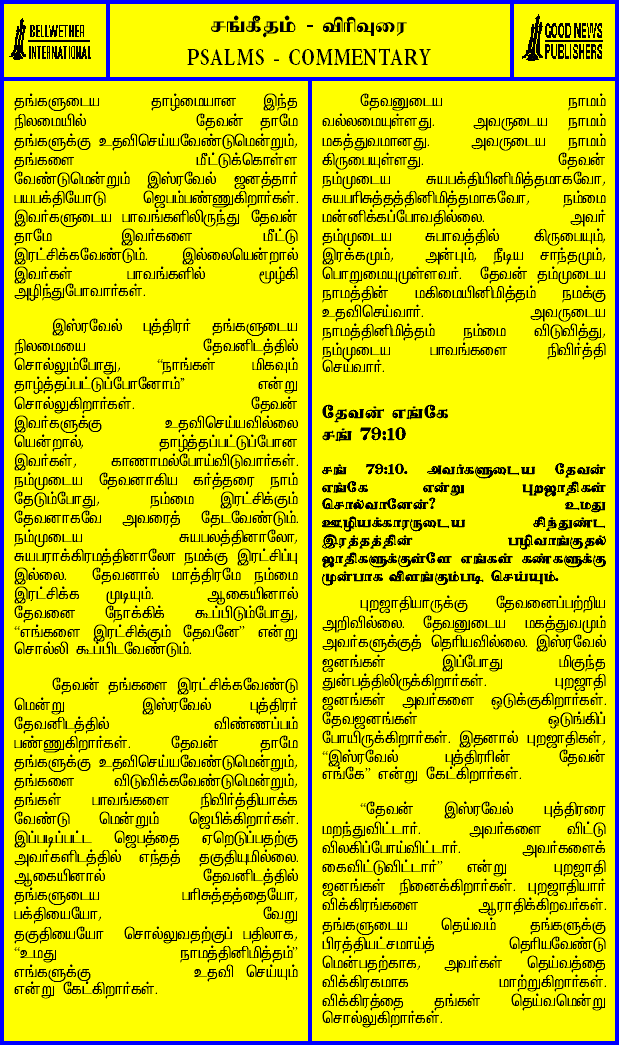 BELLWETHER
INTERNATIONAL
சங்கீதம் - விரிவுரை
PSALMS - COMMENTARY
GOOD NEWS
PUBLISHERS
தங்களுடைய தாழ்மையான இந்த
நிலமையில் தேவன் தாமே
தங்களுக்கு உதவிசெய்யவேண்டுமென்றும்,
தங்களை மீட்டுக்கொள்ள
வேண்டுமென்றும் இஸ்ரவேல் ஜனத்தார்
பயபக்தியோடு ஜெபம்பண்ணுகிறார்கள்.
இவர்களுடைய பாவங்களிலிருந்து தேவன்
தாமே இவர்களை மீட்டு
இரட்சிக்கவேண்டும். இல்லையென்றால்
இவர்கள் பாவங்களில் மூழ்கி
அழிந்துபோவார்கள்.
இஸ்ரவேல் புத்திரர் தங்களுடைய
நிலமையை தேவனிடத்தில்
சொல்லும்போது, “நாங்கள் மிகவும்
தாழ்த்தப்பட்டுப்போனோம்” என்று
சொல்லுகிறார்கள். தேவன்
இவர்களுக்கு உதவிசெய்யவில்லை
யென்றால், தாழ்த்தப்பட்டுப்போன
இவர்கள், காணாமல்போய்விடுவார்கள்.
நம்முடைய தேவனாகிய கர்த்தரை நாம்
தேடும்போது, நம்மை இரட்சிக்கும்
தேவனாகவே அவரைத் தேடவேண்டும்.
நம்முடைய சுயபலத்தினாலோ,
சுயபராக்கிரமத்தினாலோ நமக்கு இரட்சிப்பு
இல்லை. தேவனால் மாத்திரமே நம்மை
இரட்சிக்க முடியும். ஆகையினால்
தேவனை நோக்கிக் கூப்பிடும்போது,
“எங்களை இரட்சிக்கும் தேவனே” என்று
சொல்லி கூப்பிடவேண்டும்.
தேவன் தங்களை இரட்சிக்கவேண்டு
மென்று இஸ்ரவேல் புத்திரர்
தேவனிடத்தில் விண்ணப்பம்
பண்ணுகிறார்கள். தேவன் தாமே
தங்களுக்கு உதவிசெய்யவேண்டுமென்றும்,
தங்களை விடுவிக்கவேண்டுமென்றும்,
தங்கள் பாவங்களை நிவிர்த்தியாக்க
வேண்டு மென்றும் ஜெபிக்கிறார்கள்.
இப்படிப்பட்ட ஜெபத்தை ஏறெடுப்பதற்கு
அவர்களிடத்தில் எந்தத் தகுதியுமில்லை.
ஆகையினால் தேவனிடத்தில்
தங்களுடைய பரிசுத்தத்தையோ,
பக்தியையோ, வேறு
தகுதியையோ சொல்லுவதற்குப் பதிலாக,
“உமது நாமத்தினிமித்தம்”
எங்களுக்கு உதவி செய்யும்
என்று கேட்கிறார்கள்.
தேவனுடைய நாமம்
வல்லமையுள்ளது. அவருடைய நாமம்
மகத்துவமானது. அவருடைய நாமம்
கிருபையுள்ளது. தேவன்
நம்முடைய சுயபக்தியினிமித்தமாகவோ,
சுயபரிசுத்தத்தினிமித்தமாகவோ, நம்மை
மன்னிக்கப்போவதில்லை. அவர்
தம்முடைய சுபாவத்தில் கிருபையும்,
இரக்கமும், அன்பும், நீடிய சாந்தமும்,
பொறுமையுமுள்ளவர். தேவன் தம்முடைய
நாமத்தின் மகிமையினிமித்தம் நமக்கு
உதவிசெய்வார். அவருடைய
நாமத்தினிமித்தம் நம்மை விடுவித்து,
நம்முடைய பாவங்களை நிவிர்த்தி
செய்வார்.
தேவன் எங்கே
சங் 79:10
சங் 79:10. அவர்களுடைய தேவன்
எங்கே என்று புறஜாதிகள்
சொல்வானேன்? உமது
ஊழியக்காரருடைய சிந்துண்ட
இரத்தத்தின் பழிவாங்குதல்
ஜாதிகளுக்குள்ளே எங்கள் கண்களுக்கு
முன்பாக விளங்கும்படி செய்யும்.
புறஜாதியாருக்கு தேவனைப்பற்றிய
அறிவில்லை. தேவனுடைய மகத்துவமும்
அவர்களுக்குத் தெரியவில்லை. இஸ்ரவேல்
ஜனங்கள் இப்போது மிகுந்த
துன்பத்திலிருக்கிறார்கள். புறஜாதி
ஜனங்கள் அவர்களை ஒடுக்குகிறார்கள்.
தேவஜனங்கள் ஒடுங்கிப்
போயிருக்கிறார்கள். இதனால் புறஜாதிகள்,
“இஸ்ரவேல் புத்திரரின் தேவன்
எங்கே” என்று கேட்கிறார்கள்.
“தேவன் இஸ்ரவேல் புத்திரரை
மறந்துவிட்டார். அவர்களை விட்டு
விலகிப்போய்விட்டார். அவர்களைக்
கைவிட்டுவிட்டார்” என்று புறஜாதி
ஜனங்கள் நினைக்கிறார்கள். புறஜாதியார்
விக்கிரங்களை ஆராதிக்கிறவர்கள்.
தங்களுடைய தெய்வம் தங்களுக்கு
பிரத்தியட்சமாய்த் தெரியவேண்டு
மென்பதற்காக, அவர்கள் தெய்வத்தை
விக்கிரகமாக மாற்றுகிறார்கள்.
விக்கிரத்தை தங்கள் தெய்வமென்று
சொல்லுகிறார்கள்.